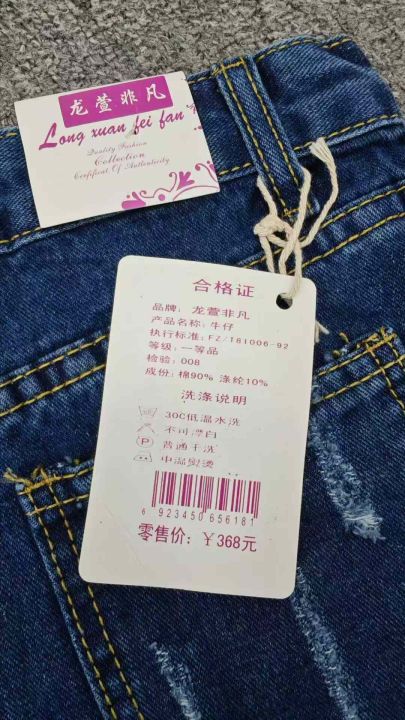 龙萱非凡
Long xuan fei fan
Quality Fashion
Collection
Certificat Of Authenticity
合格证
品牌：龙萱非凡
产品名称：牛仔
执行标准：FZ/T81006-92
等级：一等品
检验：008
成份：棉90% 涤纶10%
洗涤说明
30C低温水洗
不可漂白
P 普通干洗
中温熨烫
6 923450 656181
零售价：￥368元